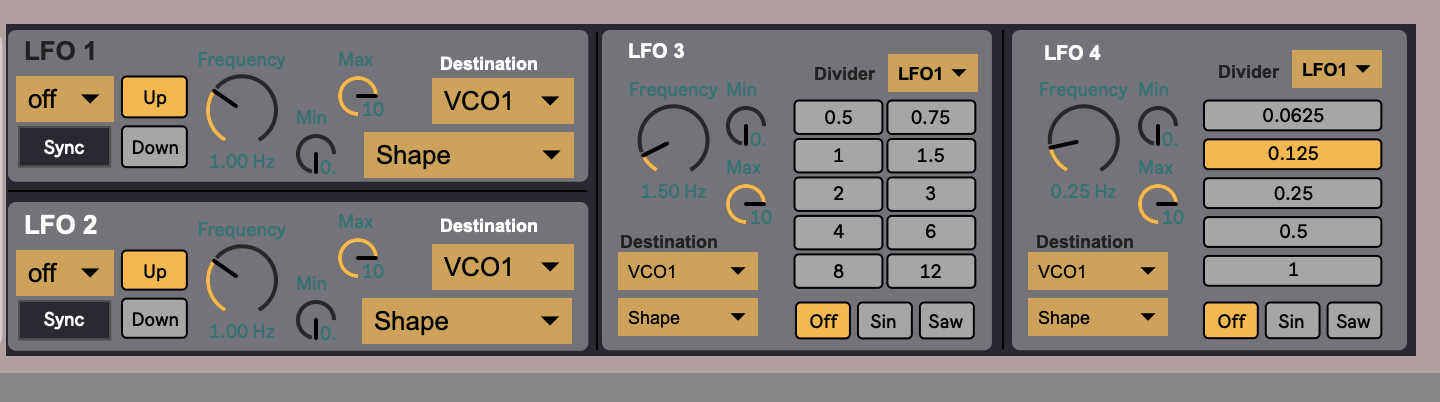 LFO 1
off
Up
Sync
Down
Frequency
1.00 Hz
Min
0.
Max
10
Destination
VCO1
Shape
LFO 2
off
Up
Sync
Down
Frequency
1.00 Hz
Min
0.
Max
10
Destination
VCO1
Shape
LFO 3
Frequency
1.50 Hz
Min
0.
Max
10
Destination
VCO1
Shape
Divider
LFO1
0.5 0.75
1 1.5
2 3
4 6
8 12
Off Sin Saw
LFO 4
Frequency
0.25 Hz
Min
0.
Max
10
Destination
VCO1
Shape
Divider
LFO1
0.0625
0.125
0.25
0.5
1
Off Sin Saw